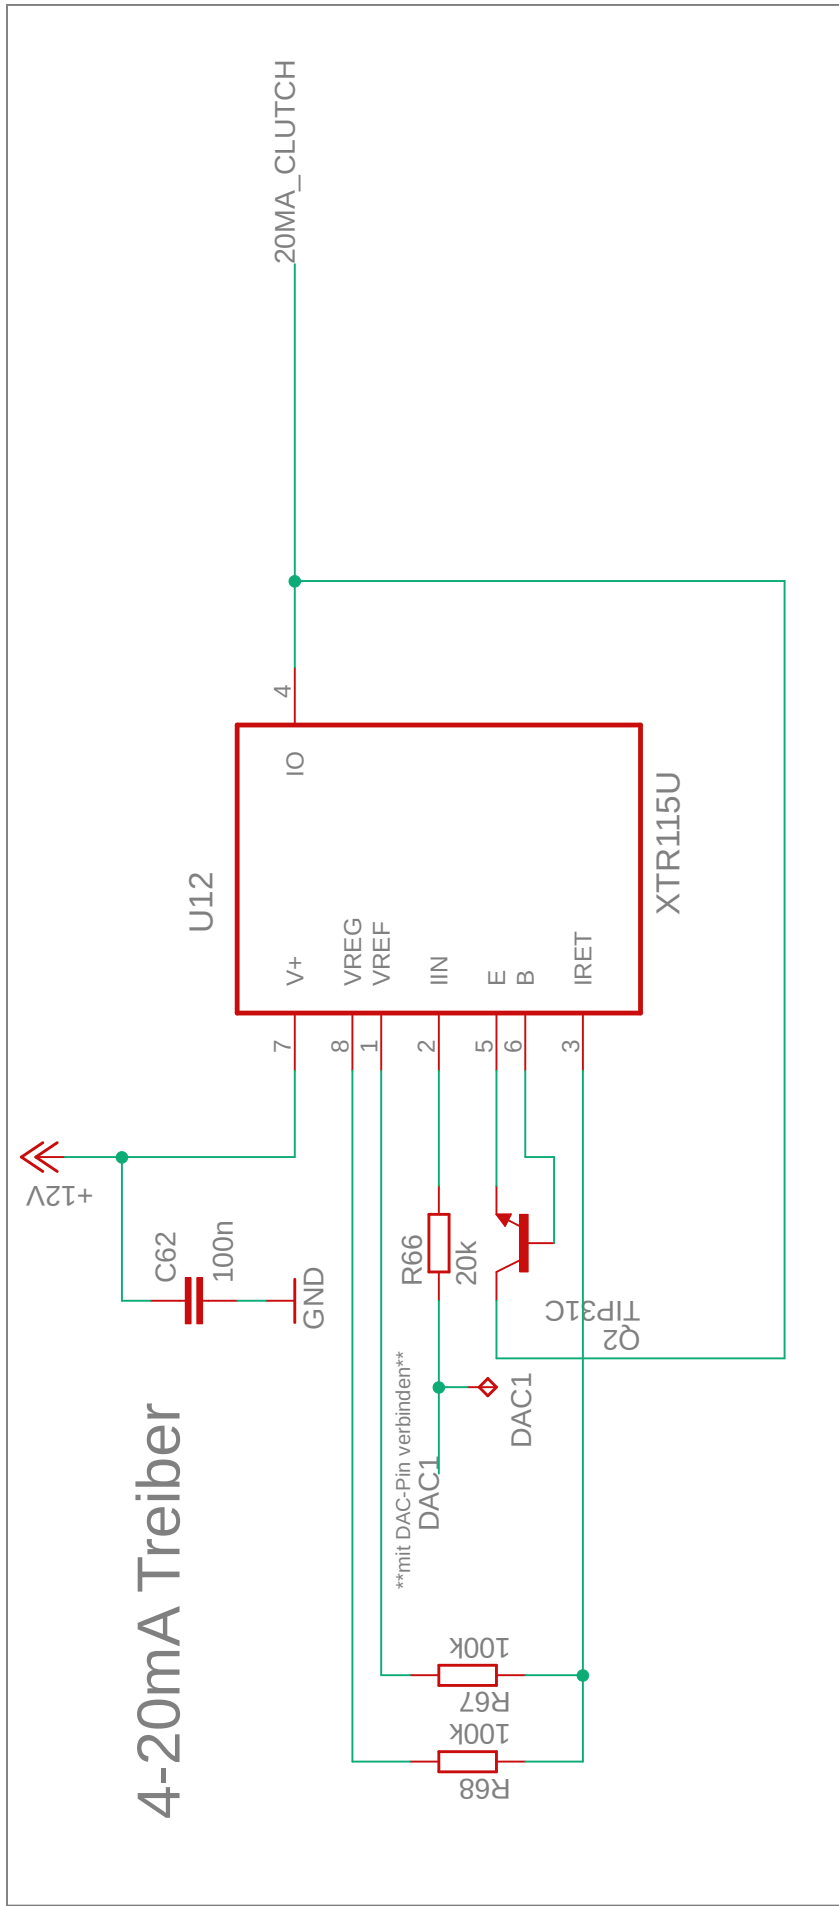 20MA_CLUTCH
4
IO
U12
XTR115U
V+
VREG
VREF
IIN
E
B
IRET
7
8
1
2
5
6
3
+12V
C62
100n
GND
R66
20k
TIP31C
Q2
**mit DAC-Pin verbinden**
DAC1
DAC1
4-20mA Treiber
100k
R67
100k
R68